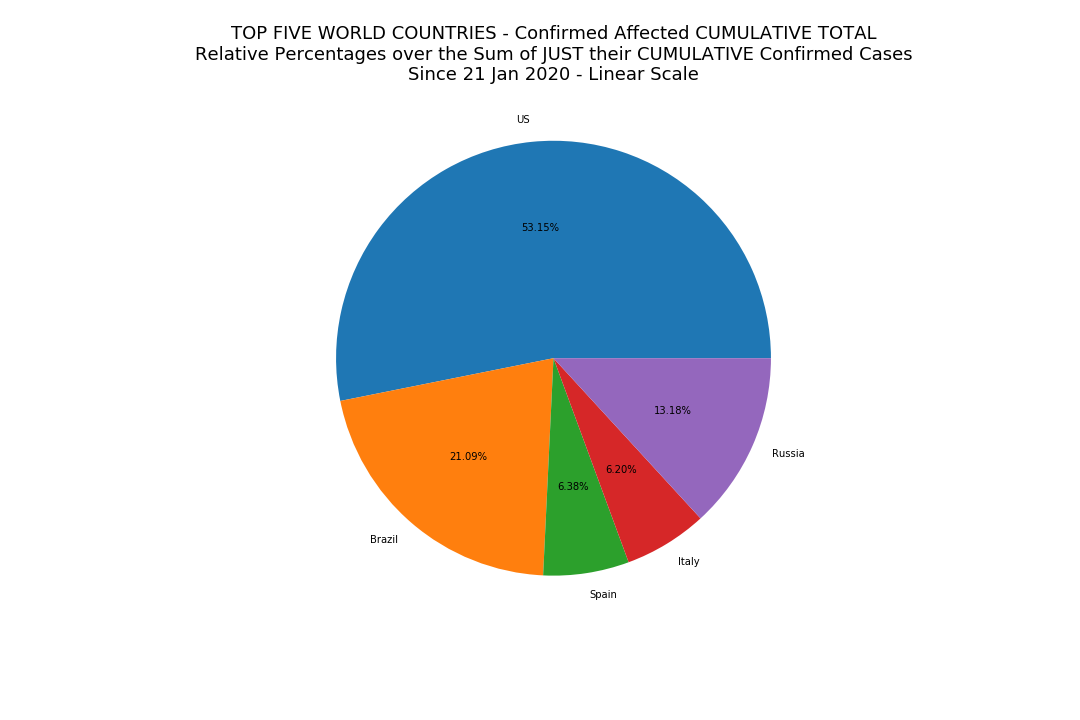 TOP FIVE WORLD COUNTRIES - Confirmed Affected CUMULATIVE TOTAL
Relative Percentages over the Sum of JUST their CUMULATIVE Confirmed Cases
Since 21 Jan 2020 - Linear Scale
US
53.15%
13.18%
Russia
21.09%
6.20%
6.38%
Brazil
Italy
Spain